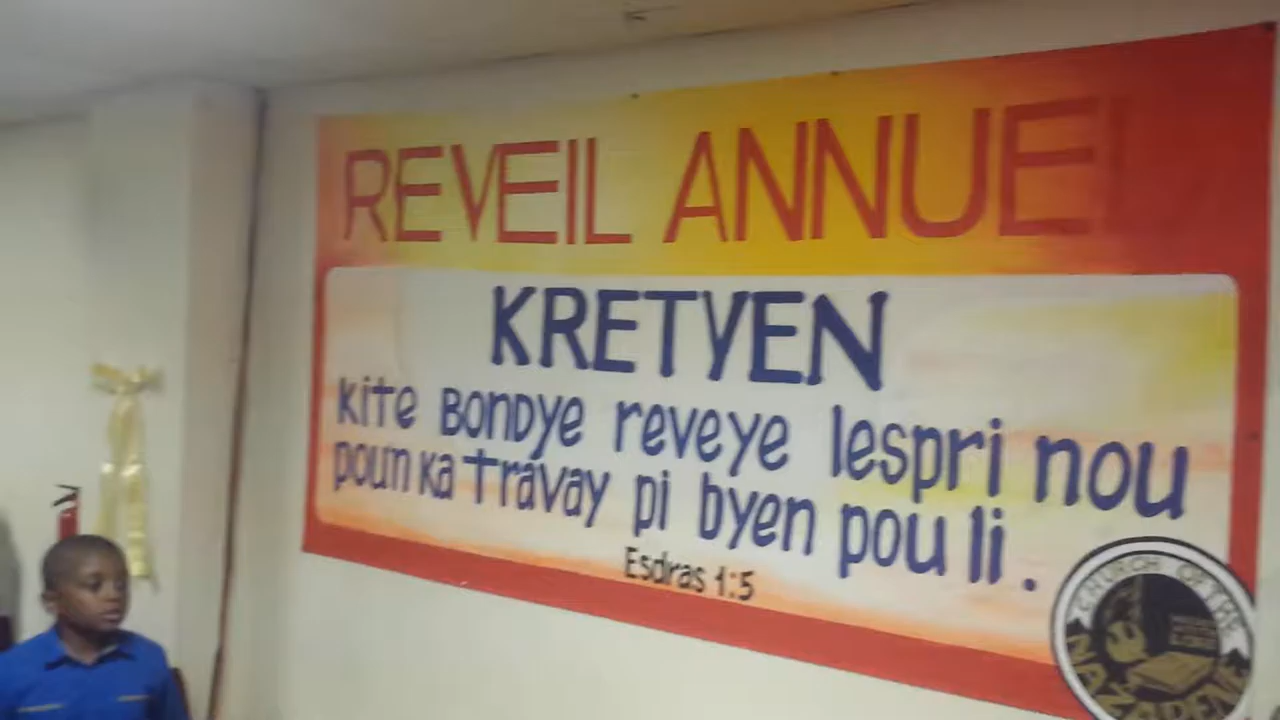 REVEIL ANNUEL
KRETYEN
Kite Bondye reveye lespri nou
poun ka travay pi byen pou li.
Esdras 1:5
CHURCH OF THE
NAZARENE